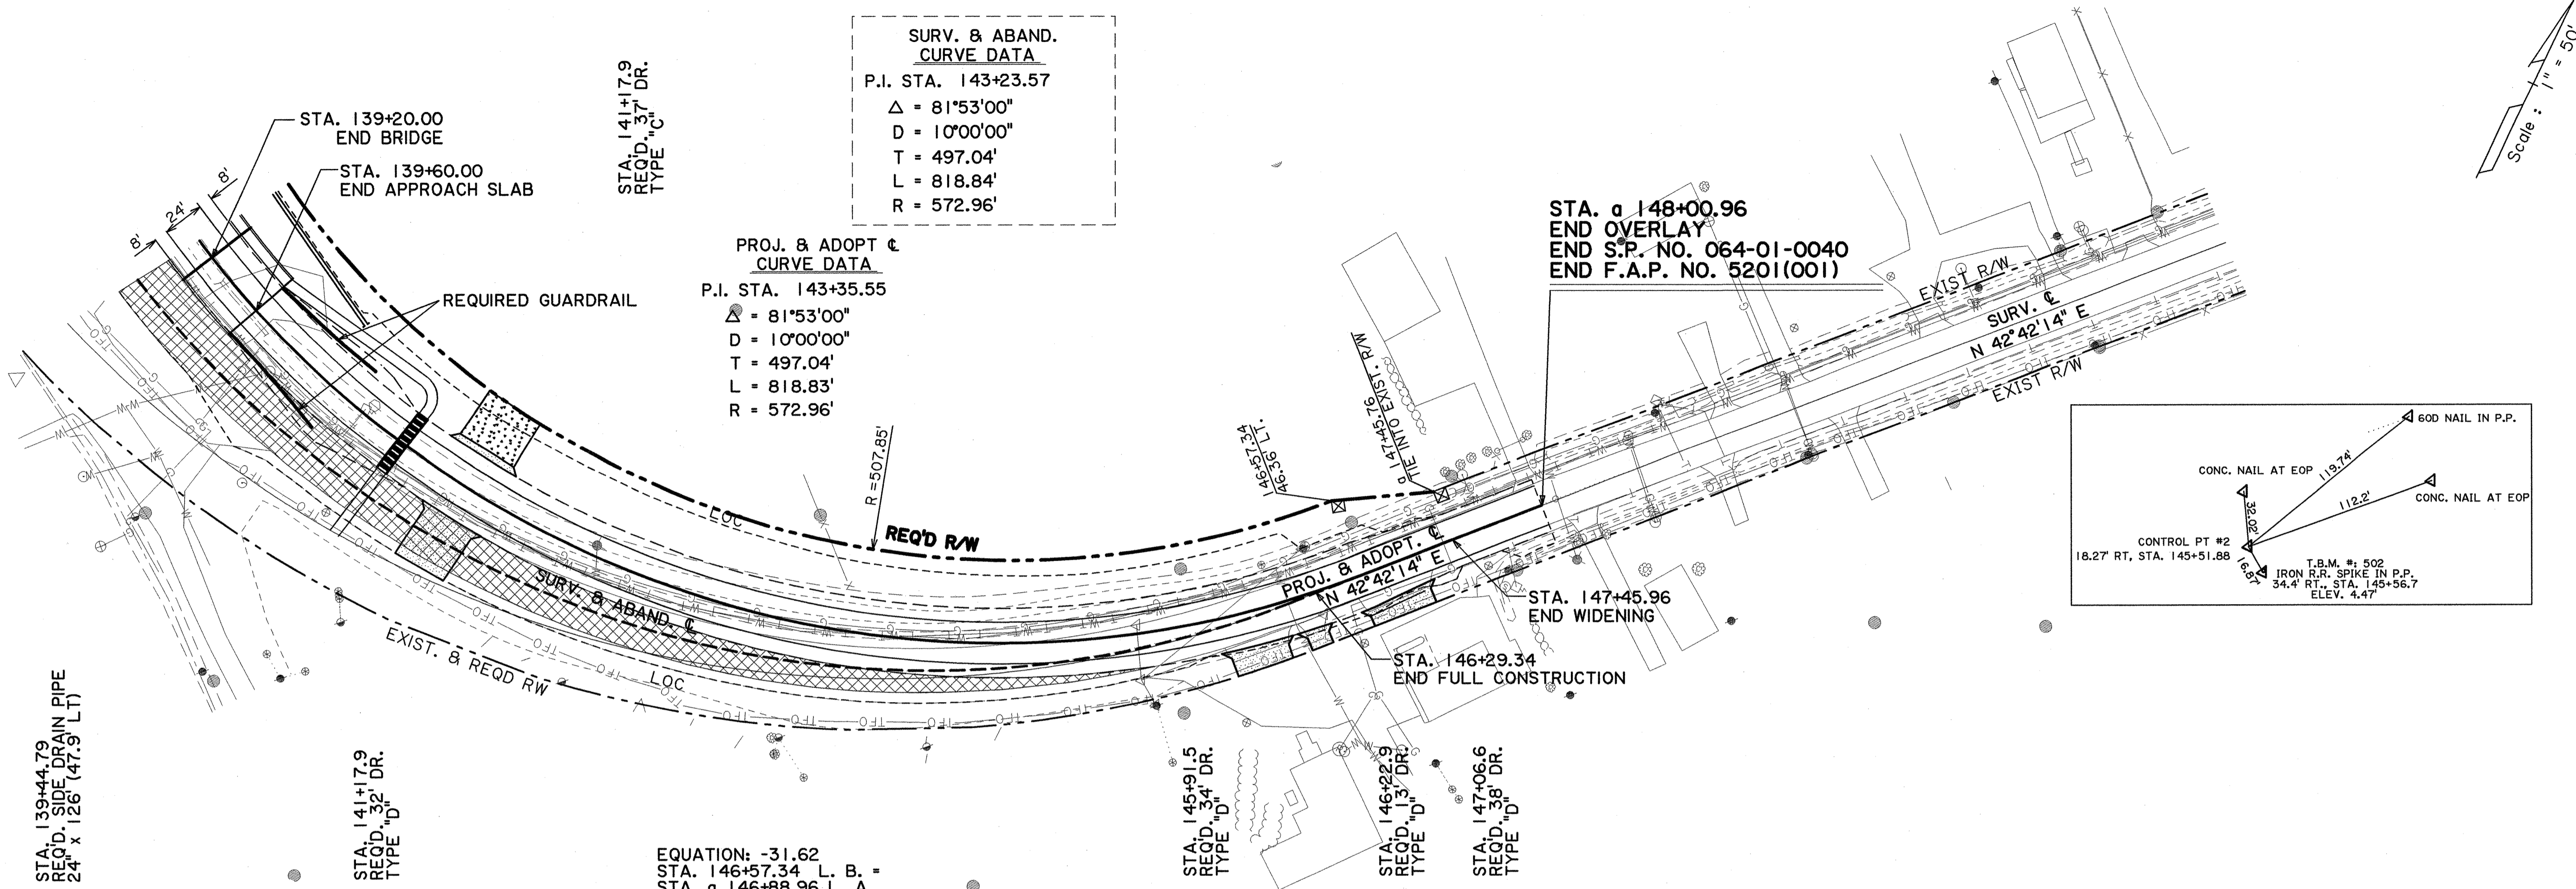 SURV. & ABAND.
CURVE DATA
P.I. STA. 143+23.57
Δ = 81°53'00"
D = 10°00'00"
T = 497.04'
L = 818.84'
R = 572.96'
Scale : 1" = 50'
STA. 139+20.00
END BRIDGE
STA. 139+60.00
END APPROACH SLAB
8'
24'
8'
STA. 141+17.9
REQ'D. 37' DR.
TYPE "C"
REQUIRED GUARDRAIL
PROJ. & ADOPT ℄
CURVE DATA
P.I. STA. 143+35.55
Δ = 81°53'00"
D = 10°00'00"
T = 497.04'
L = 818.83'
R = 572.96'
STA. a 148+00.96
END OVERLAY
END S.P. NO. 064-01-0040
END F.A.P. NO. 5201(001)
EXIST R/W
SURV. ℄
N 42°42'14" E
EXIST R/W
R =507.85'
146+57.34
46.36 LT.
a 147+45.76
TIE INTO EXIST. R/W
LOC
REQ'D R/W
PROJ. & ADOPT. ℄
N 42°42'14" E
SURV. & ABAND. ℄
EXIST. & REQD RW
LOC
STA. 147+45.96
END WIDENING
STA. 146+29.34
END FULL CONSTRUCTION
60D NAIL IN P.P.
CONC. NAIL AT EOP
119.74'
112.2'
CONC. NAIL AT EOP
32.02'
CONTROL PT #2
18.27' RT, STA. 145+51.88
16.87'
T.B.M. #: 502
IRON R.R. SPIKE IN P.P.
34.4' RT., STA. 145+56.7
ELEV. 4.47'
STA. 139+44.79
REQ'D. SIDE DRAIN PIPE
24" x 126' (47.9' LT)
STA. 141+17.9
REQ'D. 32' DR.
TYPE "D"
STA. 145+91.5
REQ'D. 34' DR.
TYPE "D"
STA. 146+22.9
REQ'D. 13' DR.
TYPE "D"
STA. 147+06.6
REQ'D. 38' DR.
TYPE "D"
EQUATION: -31.62
STA. 146+57.34 L. B. =
STA. a 146+88.96 L. A.